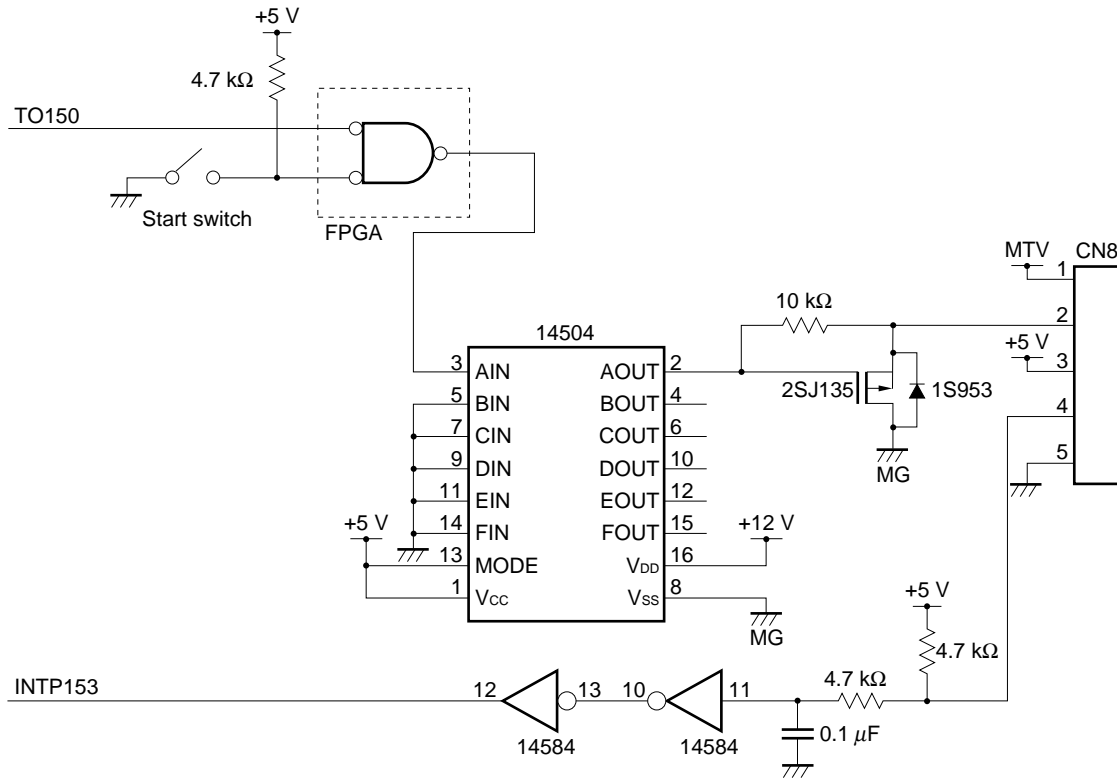 +5 V
4.7 kΩ
TO150
Start switch
FPGA
MTV
CN8
1
2
+5 V
3
4
5
10 kΩ
2SJ135
1S953
MG
14504
3 AIN AOUT 2
5 BIN BOUT 4
7 CIN COUT 6
9 DIN DOUT 10
11 EIN EOUT 12
14 FIN FOUT 15
+5 V
+12 V
13 MODE VDD 16
1 VCC VSS 8
MG
+5 V
4.7 kΩ
4.7 kΩ
INTP153
12 13 10 11
14584 14584
0.1 μF